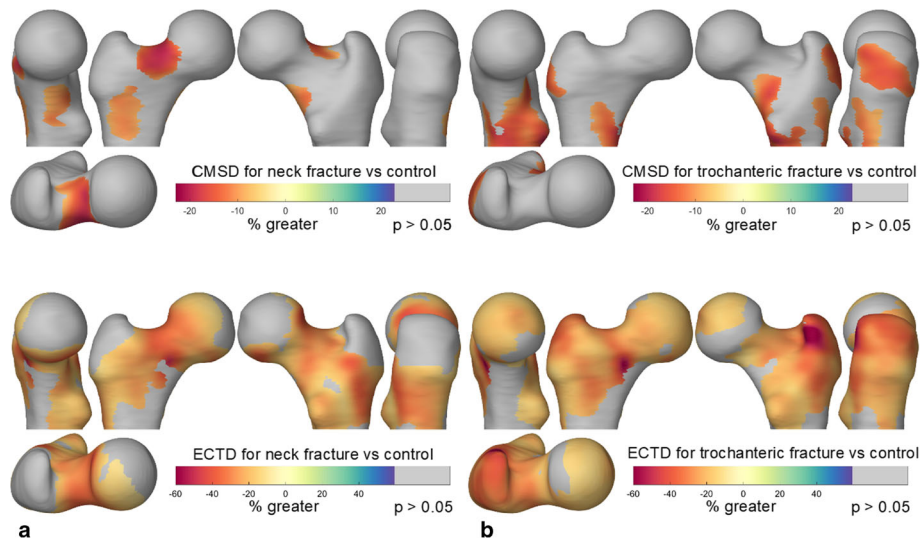 CMSD for neck fracture vs control
-20 -10 0 10 20
% greater p > 0.05
CMSD for trochanteric fracture vs control
-20 -10 0 10 20
% greater p > 0.05
ECTD for neck fracture vs control
-60 -40 -20 0 20 40
% greater p > 0.05
ECTD for trochanteric fracture vs control
-60 -40 -20 0 20 40
% greater p > 0.05
a b